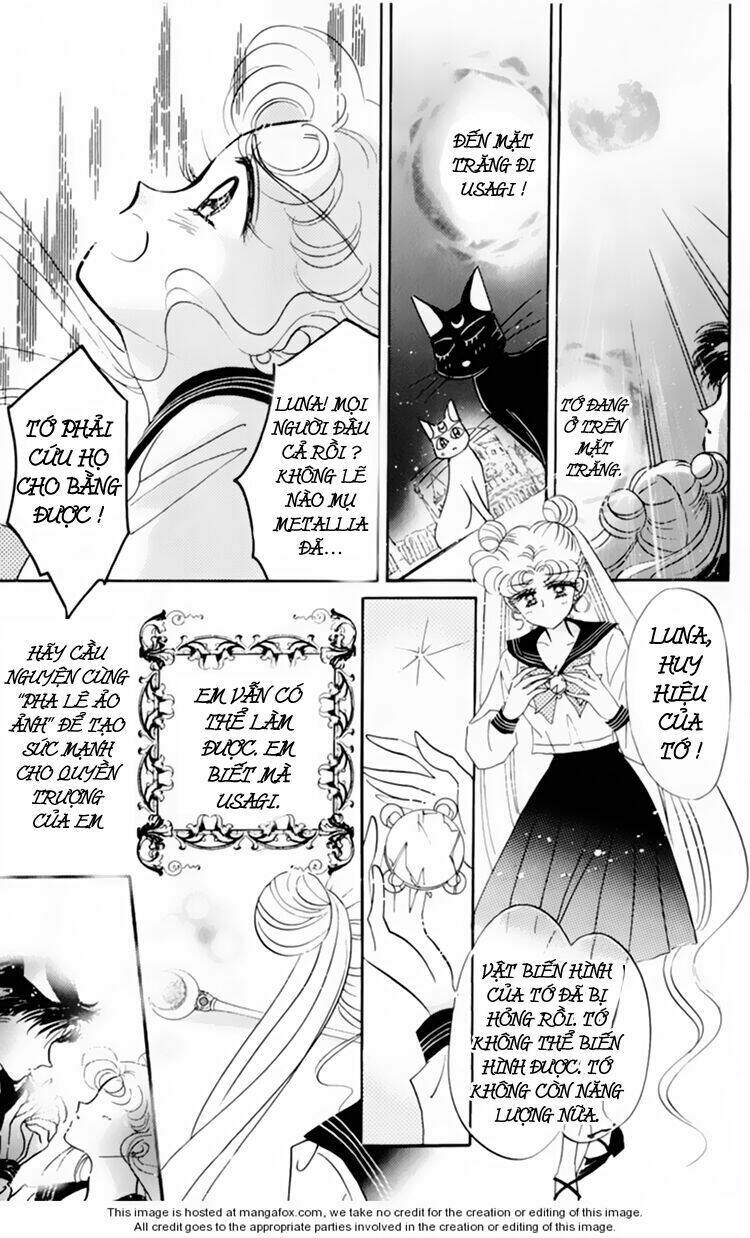 ĐẾN MẶT
TRĂNG ĐI
USAGI !
TỚ ĐANG
Ở TRÊN
MẶT
TRĂNG.
LUNA! MỌI
NGƯỜI ĐÂU
CẢ RỒI ?
KHÔNG LẼ
NÀO MỤ
METALLIA
ĐÃ...
TỚ PHẢI
CỨU HỌ
CHO BẰNG
ĐƯỢC !
LUNA,
HUY
HIỆU
CỦA
TỚ !
VẬT BIẾN HÌNH
CỦA TỚ ĐÃ BỊ
HỎNG RỒI. TỚ
KHÔNG THỂ BIẾN
HÌNH ĐƯỢC. TỚ
KHÔNG CÒN NĂNG
LƯỢNG NỮA.
EM VẪN CÓ
THỂ LÀM
ĐƯỢC. EM
BIẾT MÀ
USAGI.
HÃY CẦU
NGUYỆN CÙNG
"PHA LÊ ẢO
ẢNH" ĐỂ TẠO
SỨC MẠNH
CHO QUYỀN
TRƯỢNG
CỦA EM
This image is hosted at mangafox.com, we take no credit for the creation or editing of this image.
All credit goes to the appropriate parties involved in the creation or editing of this image.